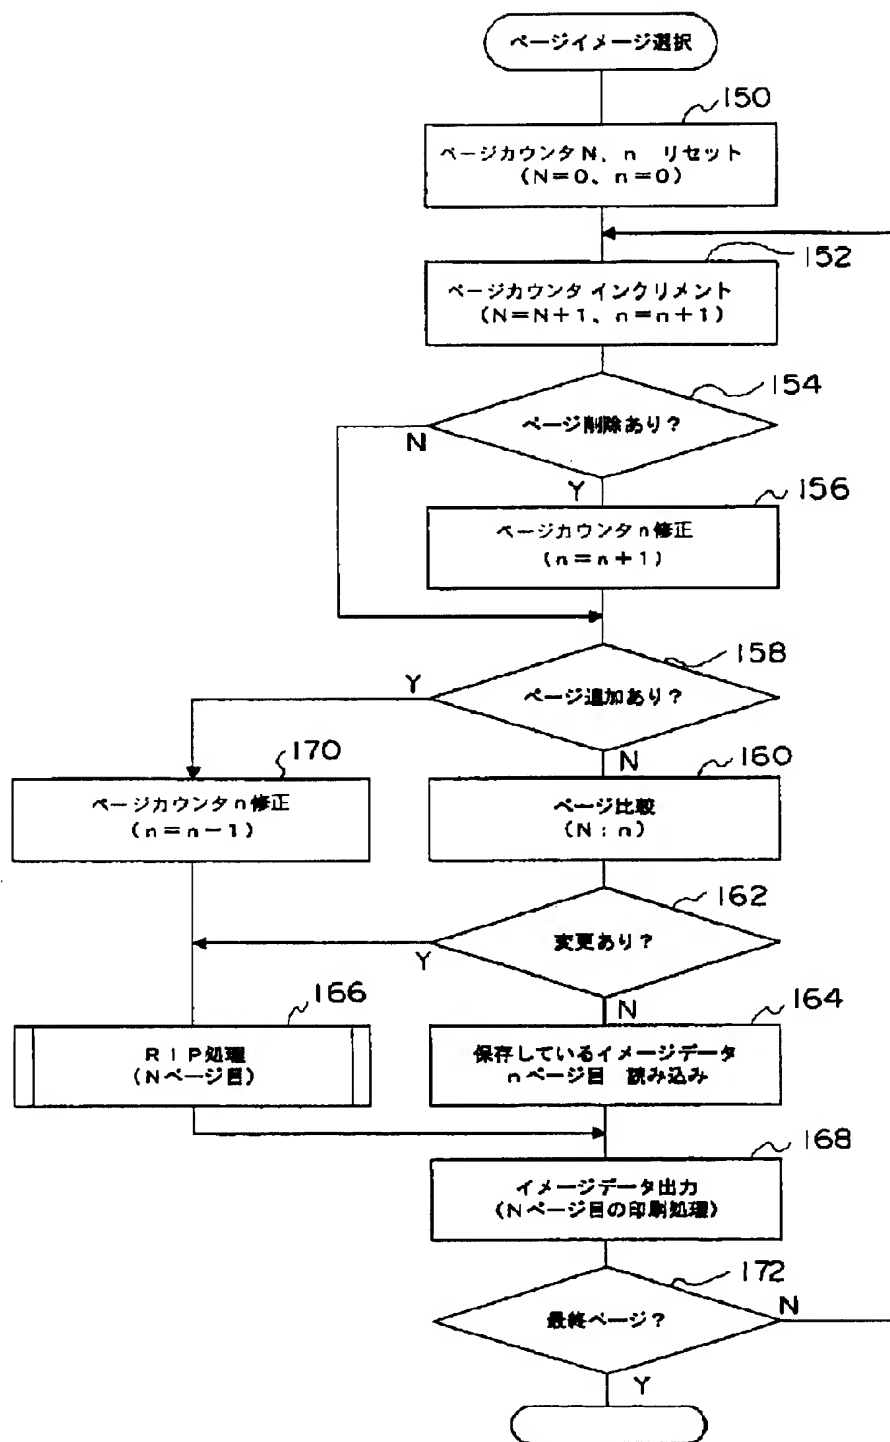 ページイメージ選択
150
ページカウンタN、n リセット
(N=0、n=0)
152
ページカウンタ インクリメント
(N=N+1、n=n+1)
154
ページ削除あり?
N
Y
156
ページカウンタn修正
(n=n+1)
158
ページ追加あり?
Y
N
170
ページカウンタn修正
(n=n-1)
160
ページ比較
(N:n)
162
変更あり?
Y
N
166
RIP処理
(Nページ目)
164
保存しているイメージデータ
nページ目 読み込み
168
イメージデータ出力
(Nページ目の印刷処理)
172
最終ページ?
N
Y